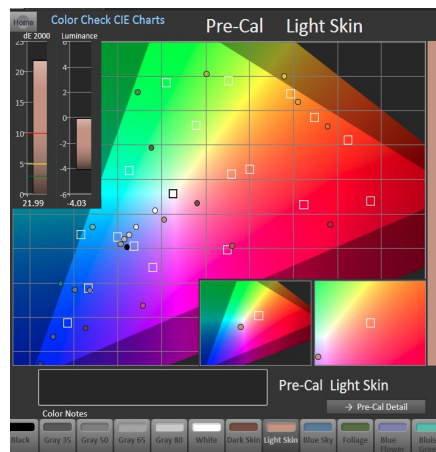 Home
Color Check CIE Charts
Pre-Cal Light Skin
dE 2000 Luminance
25 6
20 4
2
15 0
10 -2
5 -4
0 -6
21.99 -4.03
Pre-Cal Light Skin
→ Pre-Cal Detail
Color Notes
Black Gray 35 Gray 50 Gray 65 Gray 80 White Dark Skin Light Skin Blue Sky Foliage Blue Flower